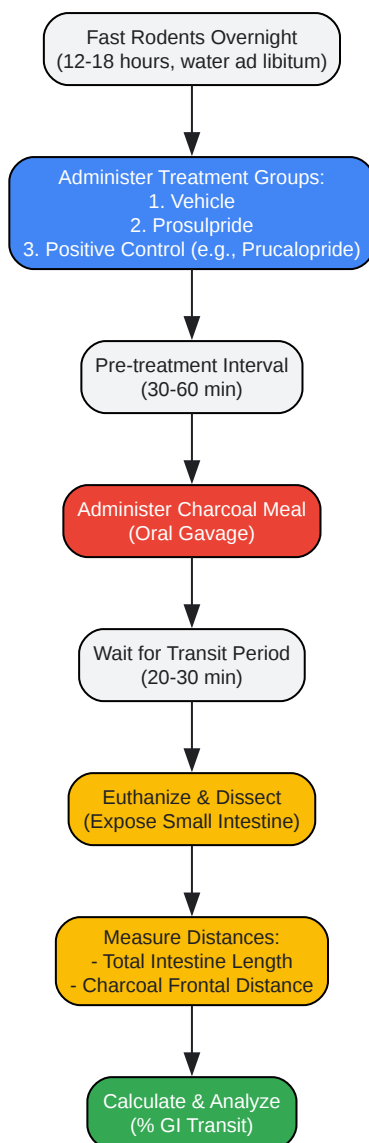 Fast Rodents Overnight
(12-18 hours, water ad libitum)
Administer Treatment Groups:
1. Vehicle
2. Prosulpride
3. Positive Control (e.g., Prucalopride)
Pre-treatment Interval
(30-60 min)
Administer Charcoal Meal
(Oral Gavage)
Wait for Transit Period
(20-30 min)
Euthanize & Dissect
(Expose Small Intestine)
Measure Distances:
- Total Intestine Length
- Charcoal Frontal Distance
Calculate & Analyze
(% GI Transit)